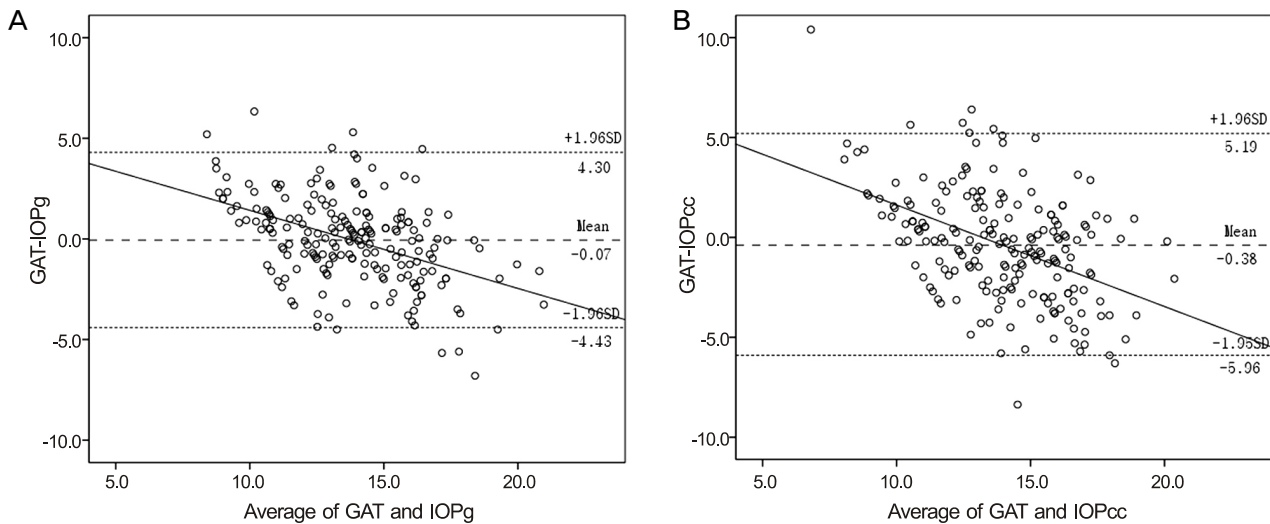 A
10.0
5.0
0.0
-5.0
-10.0
GAT-IOPg
+1.96SD
4.30
Mean
-0.07
-1.96SD
-4.43
5.0
10.0
15.0
20.0
Average of GAT and IOPg
B
10.0
5.0
0.0
-5.0
-10.0
GAT-IOPcc
+1.96SD
5.19
Mean
-0.38
-1.96SD
-5.96
5.0
10.0
15.0
20.0
Average of GAT and IOPcc